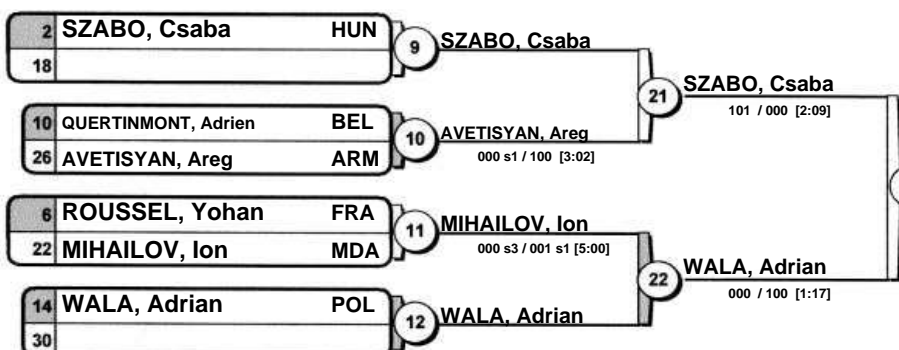 2 SZABO, Csaba HUN
18
9 SZABO, Csaba
10 QUERTINMONT, Adrien BEL
26 AVETISYAN, Areg ARM
10 AVETISYAN, Areg
000 s1 / 100 [3:02]
21 SZABO, Csaba
101 / 000 [2:09]
6 ROUSSEL, Yohan FRA
22 MIHAILOV, Ion MDA
11 MIHAILOV, Ion
000 s3 / 001 s1 [5:00]
14 WALA, Adrian POL
30
12 WALA, Adrian
22 WALA, Adrian
000 / 100 [1:17]